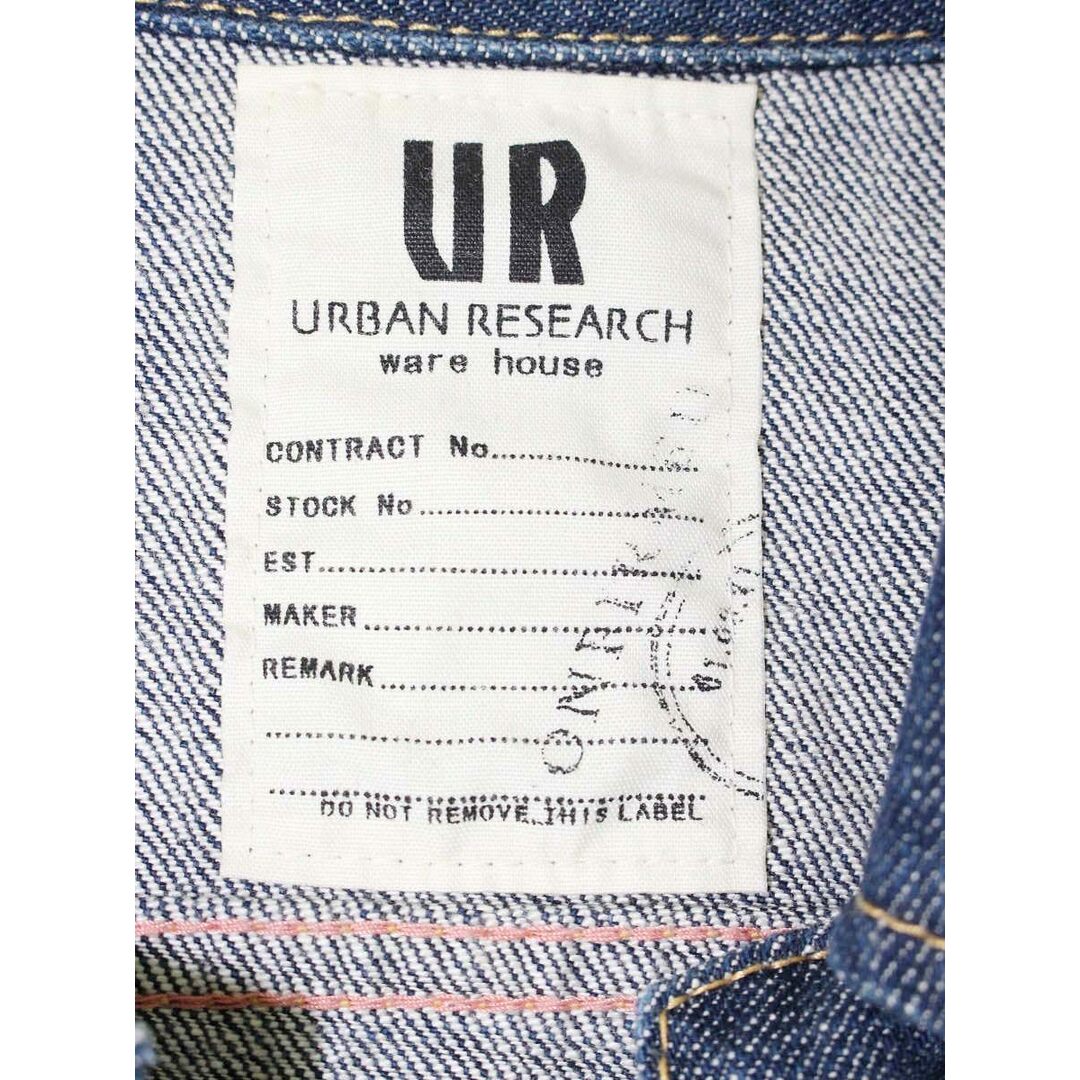 UR
URBAN RESEARCH
ware house
CONTRACT No
STOCK No
EST
MAKER
REMARK
DO NOT REMOVE THIS LABEL